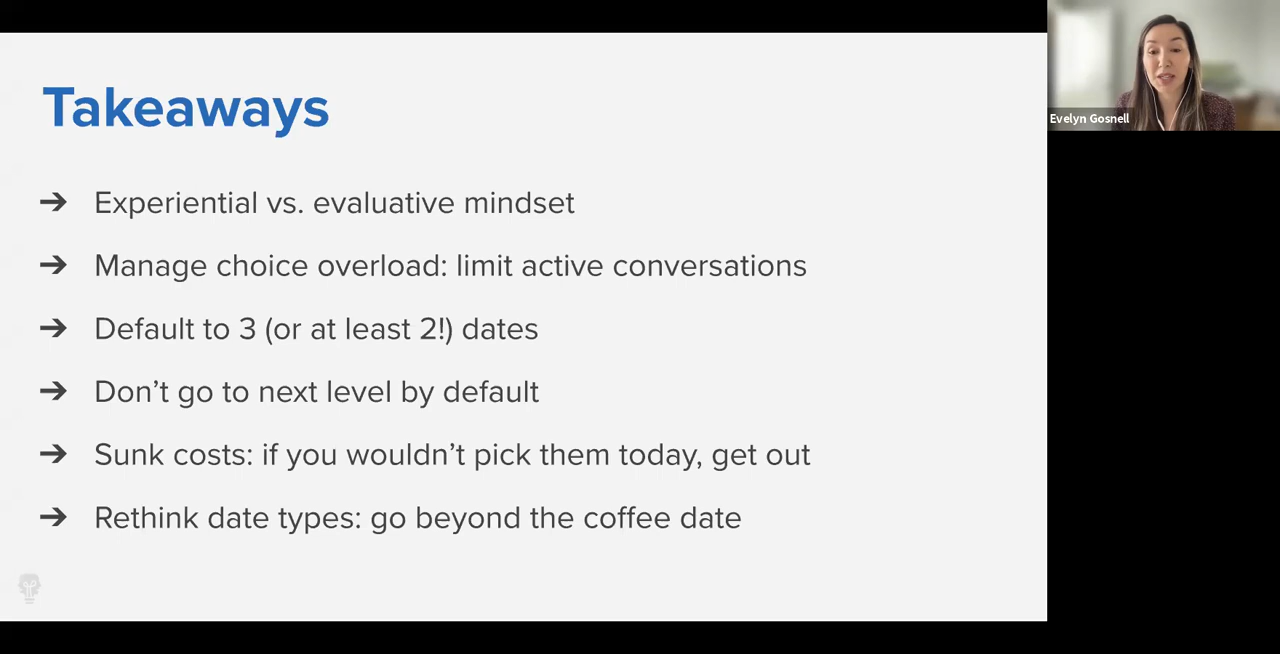 Takeaways
➔ Experiential vs. evaluative mindset
➔ Manage choice overload: limit active conversations
➔ Default to 3 (or at least 2!) dates
➔ Don’t go to next level by default
➔ Sunk costs: if you wouldn’t pick them today, get out
➔ Rethink date types: go beyond the coffee date
Evelyn Gosnell